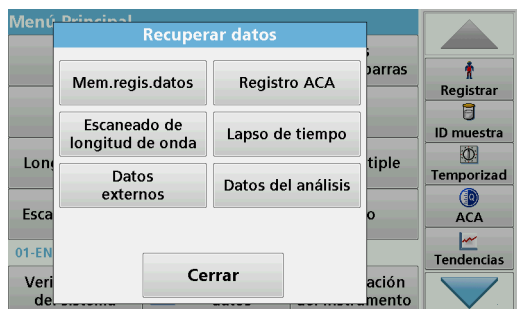 Menú Principal
Recuperar datos
Mem.regis.datos
Registro ACA
Escaneado de
longitud de onda
Lapso de tiempo
Datos
externos
Datos del análisis
Cerrar
Registrar
ID muestra
Temporizad
ACA
Tendencias
01-EN